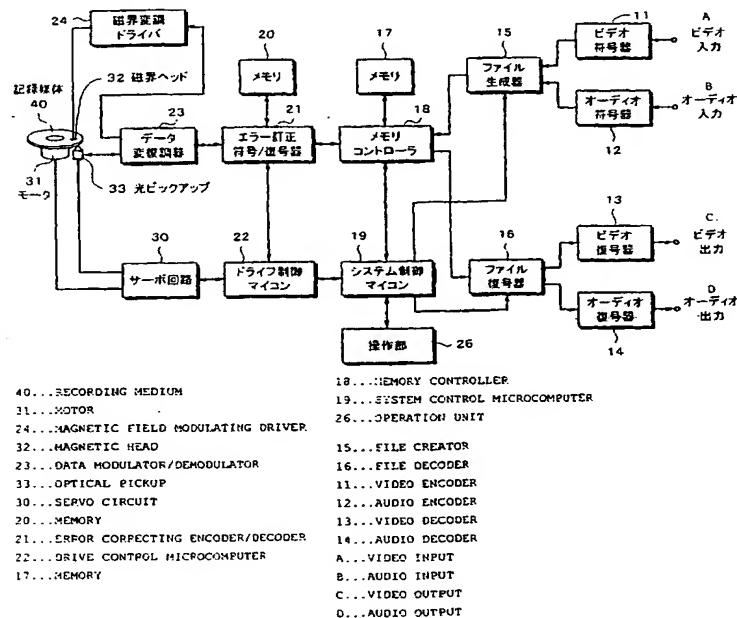 24
磁界変調
ドライバ
20
メモリ
17
メモリ
15
ファイル
生成器
11
ビデオ
符号器
A
ビデオ
入力
B
オーディオ
入力
オーディオ
符号器
12
32 磁界ヘッド
記録媒体
40
23
データ
変復調器
21
エラー訂正
符号/復号器
18
メモリ
コントローラ
31
モータ
33 光ピックアップ
30
サーボ回路
22
ドライブ制御
マイコン
19
システム制御
マイコン
16
ファイル
復号器
13
ビデオ
復号器
C
ビデオ
出力
D
オーディオ
出力
オーディオ
復号器
14
操作部
26
40...RECORDING MEDIUM
31...MOTOR
24...MAGNETIC FIELD MODULATING DRIVER
32...MAGNETIC HEAD
23...DATA MODULATOR/DEMODULATOR
33...OPTICAL PICKUP
30...SERVO CIRCUIT
20...MEMORY
21...ERROR CORRECTING ENCODER/DECODER
22...DRIVE CONTROL MICROCOMPUTER
17...MEMORY
18...MEMORY CONTROLLER
19...SYSTEM CONTROL MICROCOMPUTER
26...OPERATION UNIT
15...FILE CREATOR
16...FILE DECODER
11...VIDEO ENCODER
12...AUDIO ENCODER
13...VIDEO DECODER
14...AUDIO DECODER
A...VIDEO INPUT
B...AUDIO INPUT
C...VIDEO OUTPUT
D...AUDIO OUTPUT